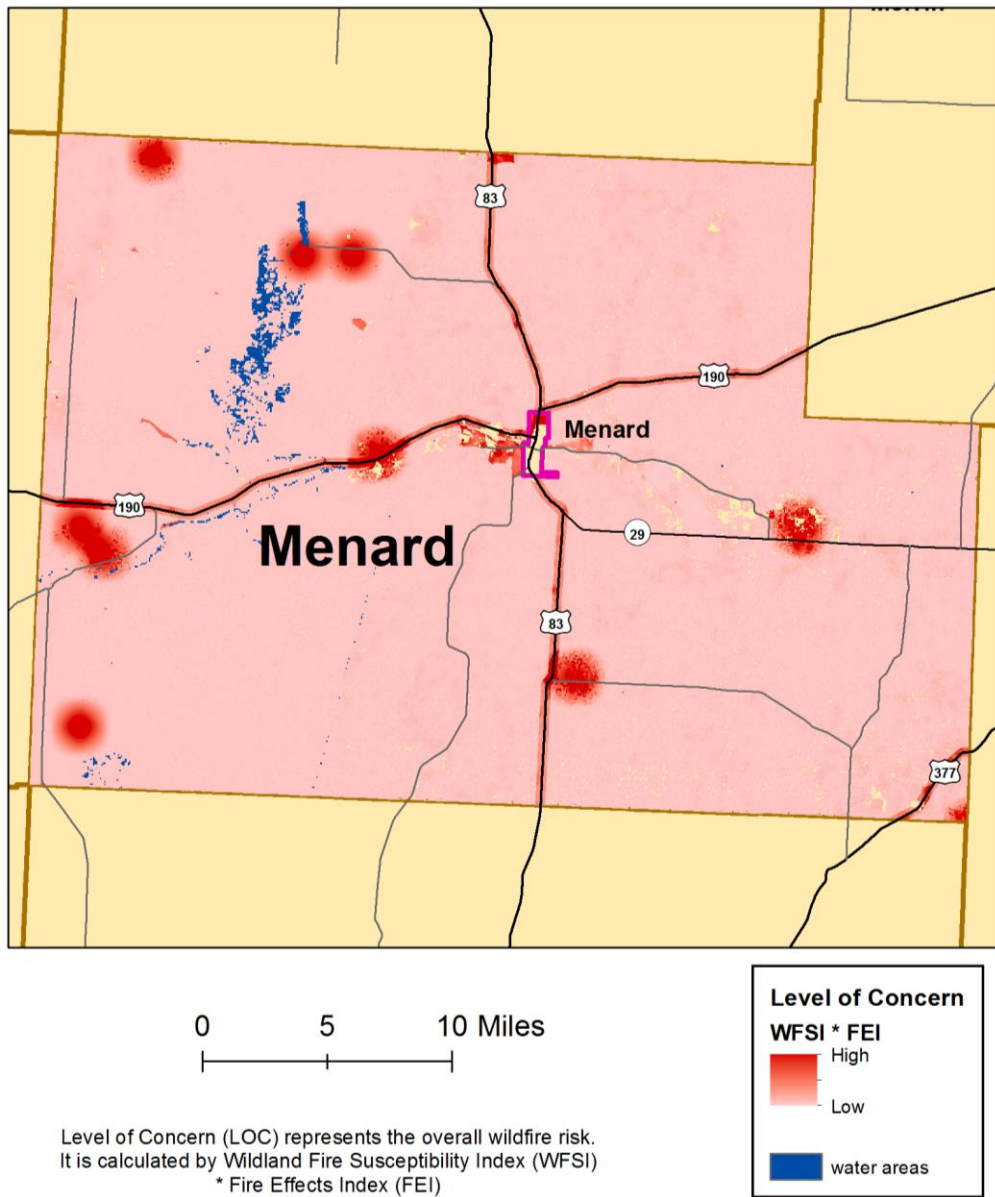 83
190
Menard
190
Menard
29
83
377
0 5 10 Miles
Level of Concern (LOC) represents the overall wildfire risk.
It is calculated by Wildland Fire Susceptibility Index (WFSI)
* Fire Effects Index (FEI)
Level of Concern
WFSI * FEI
High
Low
water areas